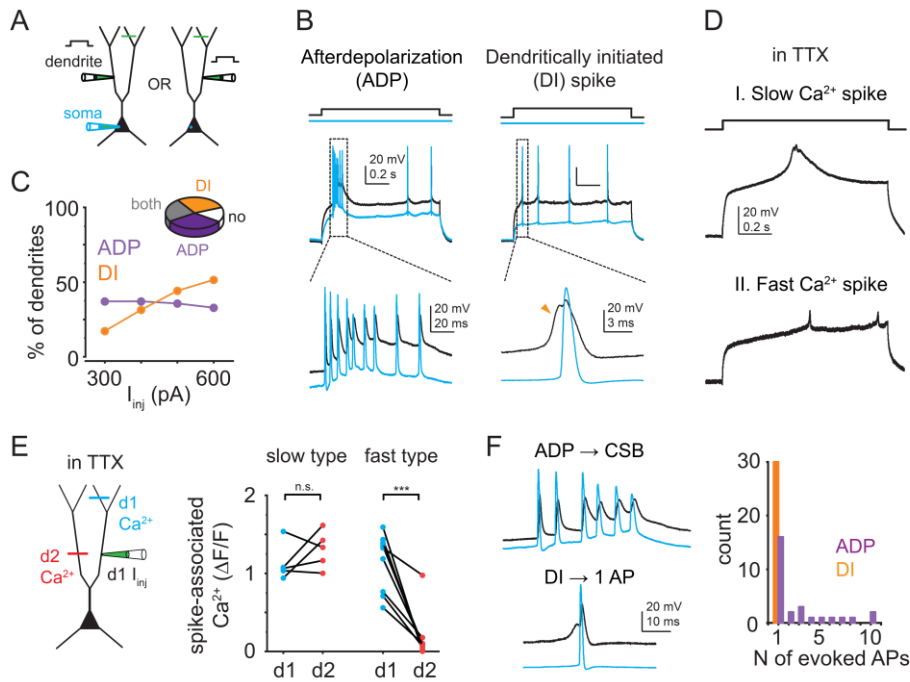 A
dendrite
OR
soma
B
Afterdepolarization
(ADP)
Dendritically initiated
(DI) spike
20 mV
0.2 s
20 mV
20 ms
20 mV
3 ms
C
both
DI
no
ADP
100
50
0
ADP
DI
% of dendrites
300
600
I inj (pA)
D
in TTX
I. Slow Ca²⁺ spike
20 mV
0.2 s
II. Fast Ca²⁺ spike
E
in TTX
d1
Ca²⁺
d2
Ca²⁺
d1 I inj
slow type
fast type
n.s.
***
spike-associated
Ca²⁺ (ΔF/F)
2
1
0
d1
d2
d1
d2
F
ADP → CSB
DI → 1 AP
20 mV
10 ms
30
20
10
0
count
ADP
DI
1
5
10
N of evoked APs